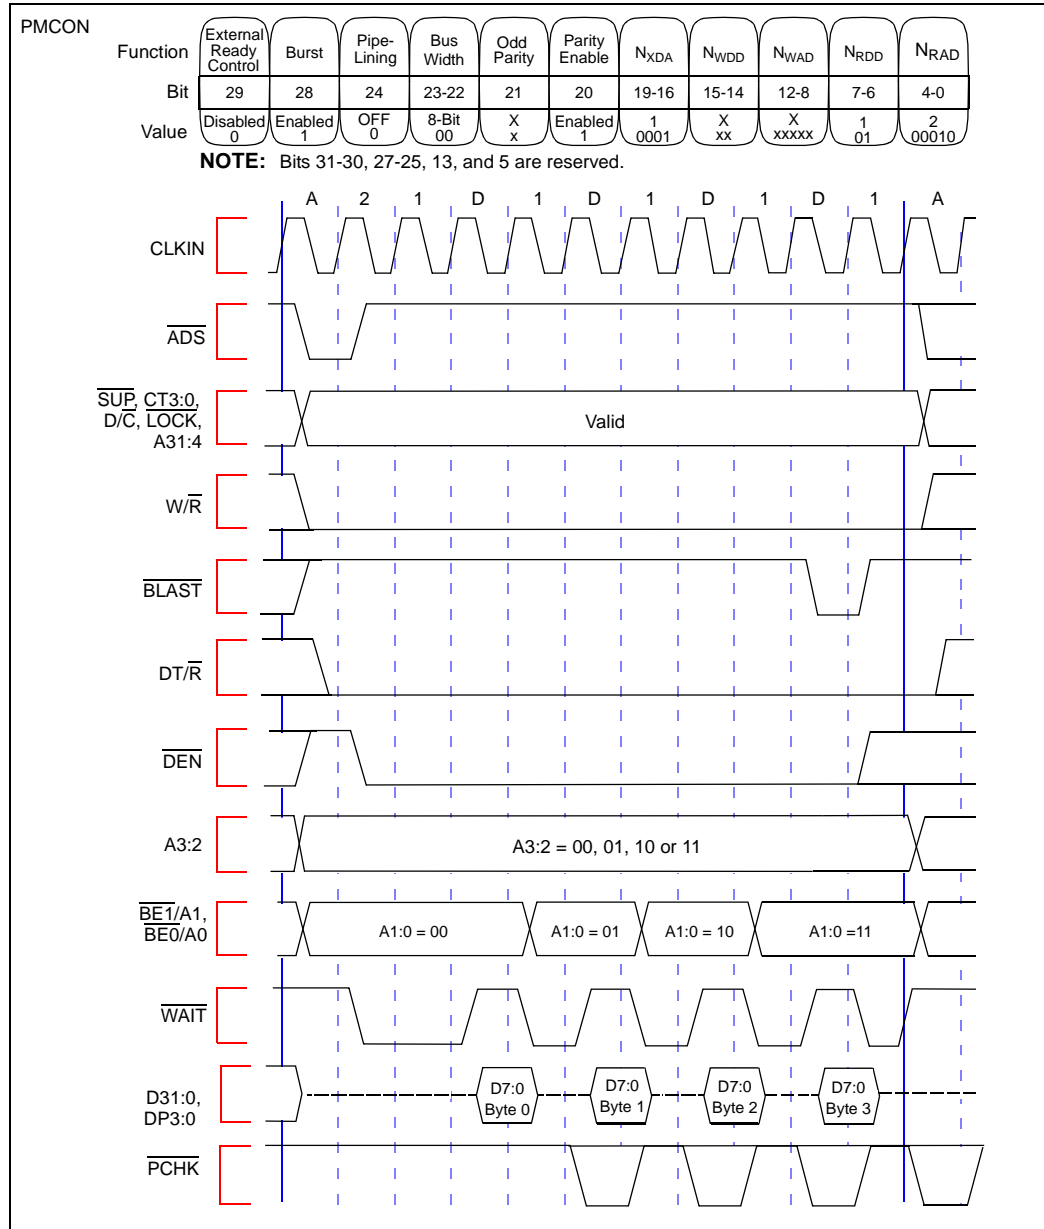 PMCON
Function External Ready Control Burst Pipe-Lining Bus Width Odd Parity Parity Enable NXDA NWDD NWAD NRDD NRAD
Bit 29 28 24 23-22 21 20 19-16 15-14 12-8 7-6 4-0
Value Disabled 0 Enabled 1 OFF 0 8-Bit 00 X x Enabled 1 1 0001 X xx X xxxxx 1 01 2 00010
NOTE: Bits 31-30, 27-25, 13, and 5 are reserved.
A 2 1 D 1 D 1 D 1 D 1 A
CLKIN
ADS
SUP, CT3:0,
D/C, LOCK,
A31:4
Valid
W/R
BLAST
DT/R
DEN
A3:2
A3:2 = 00, 01, 10 or 11
BE1/A1,
BE0/A0
A1:0 = 00 A1:0 = 01 A1:0 = 10 A1:0 =11
WAIT
D31:0,
DP3:0
D7:0 D7:0 D7:0 D7:0
Byte 0 Byte 1 Byte 2 Byte 3
PCHK